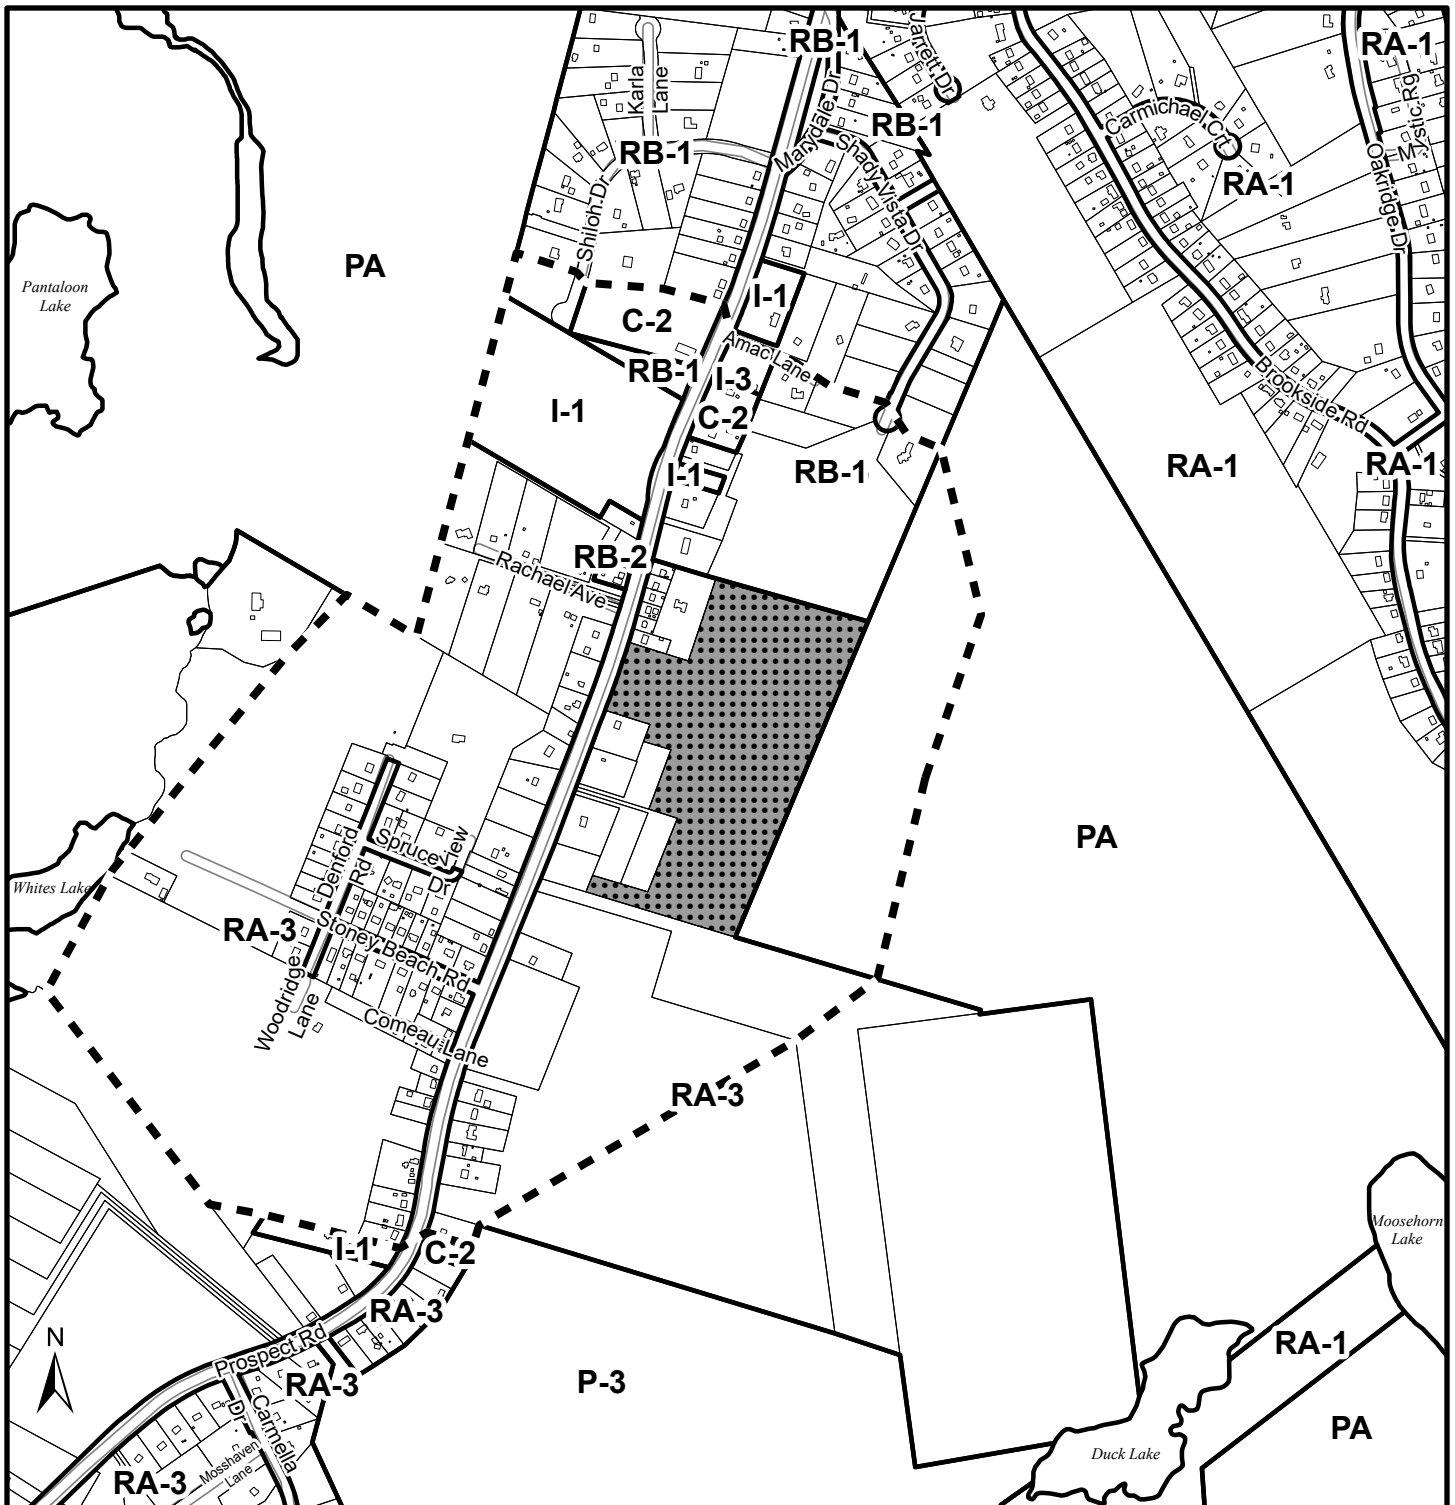 RB-1
Jarrett Dr
RA-1
Karla
Lane
Marydale Dr
RB-1
Carmichael Crt
Mystic Rg
RB-1
Shady Vista Dr
Oakridge Dr
RA-1
Shiloh Dr
PA
Pantaloon
Lake
I-1
C-2
Amac Lane
RB-1
I-3
Brookside Rd
I-1
C-2
RA-1
RA-1
RB-1
I-1
RB-2
Rachael Ave
Denford
Rd
Spruce View
Dr
PA
Whites Lake
RA-3
Stoney Beach Rd
Woodridge
Lane
Comeau Lane
RA-3
Moosehorn
Lake
I-1
C-2
RA-3
N
Prospect Rd
RA-1
RA-3
P-3
Carmella
Dr
PA
Mosshaven
Lane
Duck Lake
RA-3